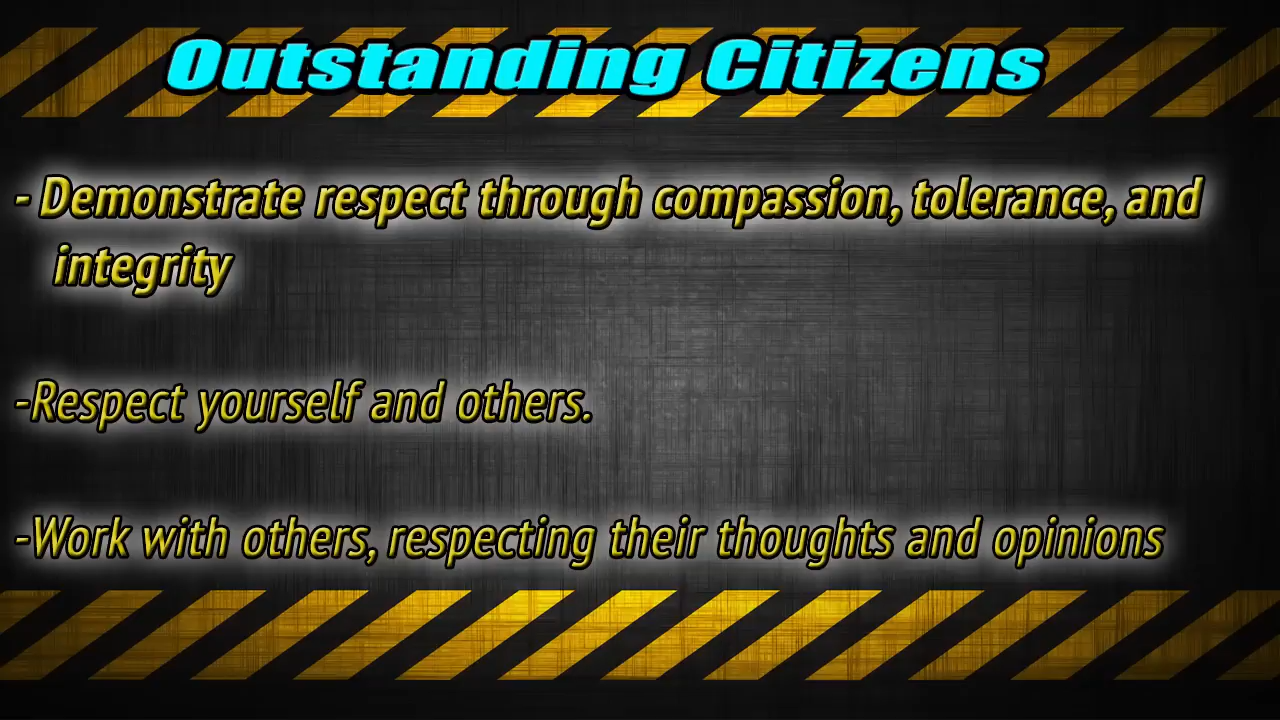 Outstanding Citizens
- Demonstrate respect through compassion, tolerance, and
integrity
-Respect yourself and others.
-Work with others, respecting their thoughts and opinions